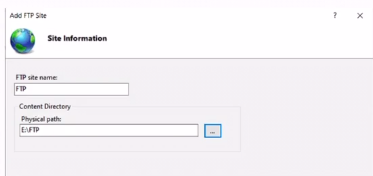 Add FTP Site
?
×
Site Information
FTP site name:
FTP
Content Directory
Physical path:
E:\FTP
...